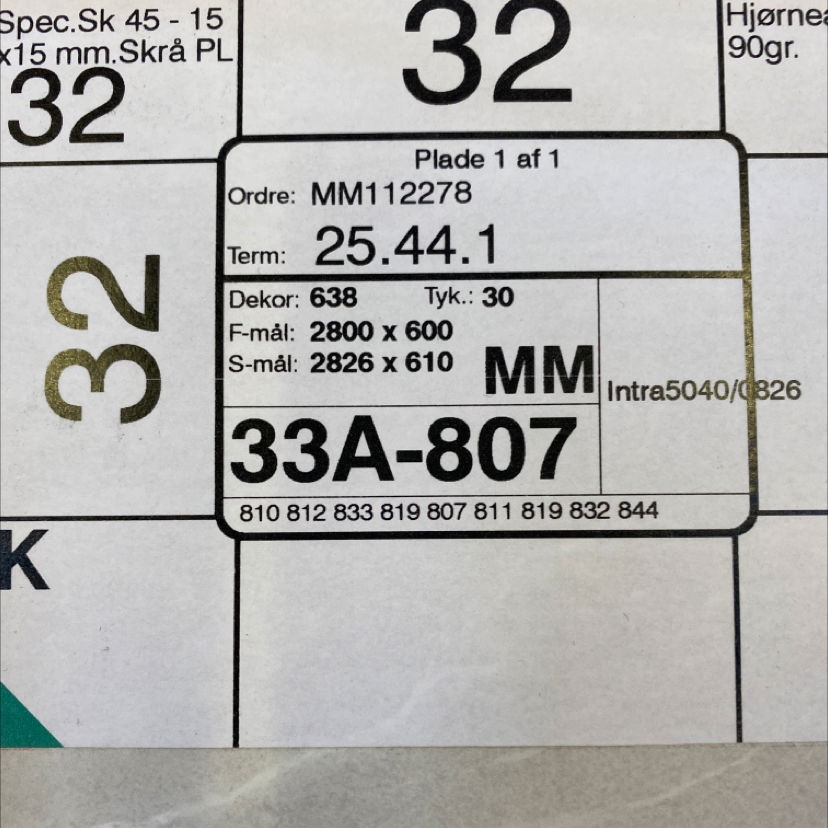 Spec.Sk 45 - 15
x15 mm.Skrå PL
32
32
90gr.
32
Plade 1 af 1
Ordre: MM112278
Term: 25.44.1
Dekor: 638 Tyk.: 30
F-mål: 2800 x 600
S-mål: 2826 x 610
MM
Intra5040/0826
33A-807
810 812 833 819 807 811 819 832 844
K